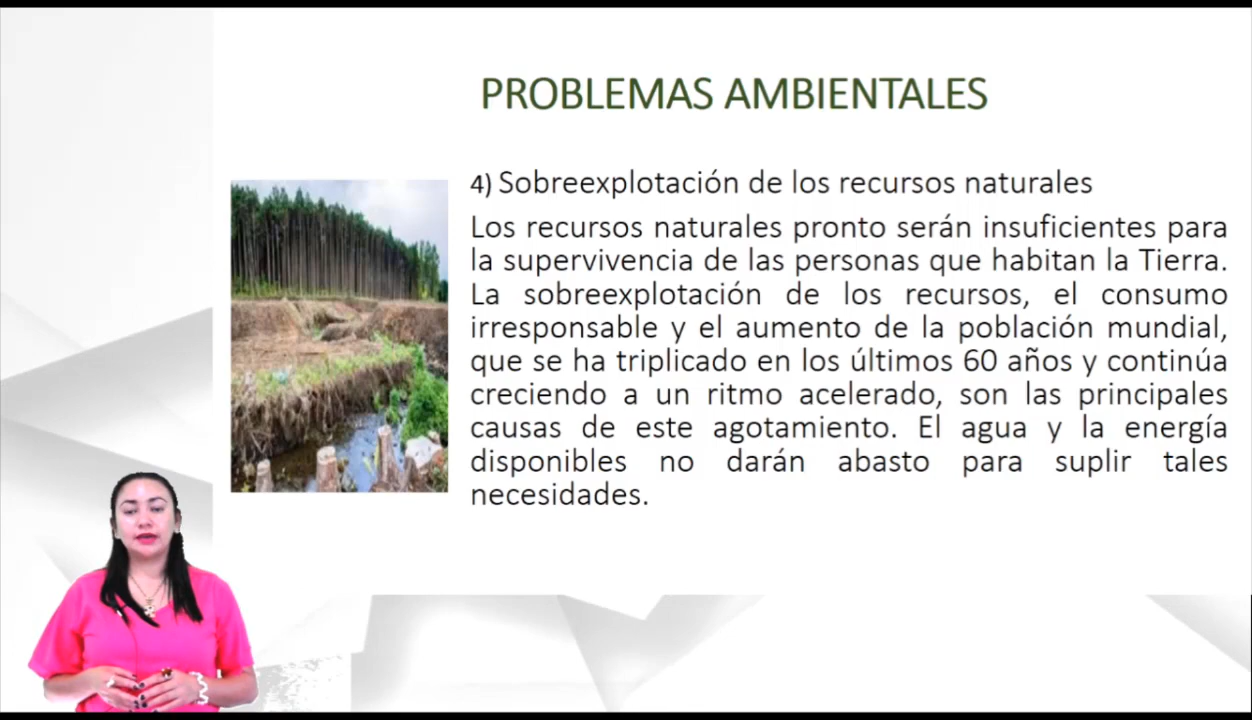 PROBLEMAS AMBIENTALES
4) Sobreexplotación de los recursos naturales
Los recursos naturales pronto serán insuficientes para
la supervivencia de las personas que habitan la Tierra.
La sobreexplotación de los recursos, el consumo
irresponsable y el aumento de la población mundial,
que se ha triplicado en los últimos 60 años y continúa
creciendo a un ritmo acelerado, son las principales
causas de este agotamiento. El agua y la energía
disponibles no darán abasto para suplir tales
necesidades.